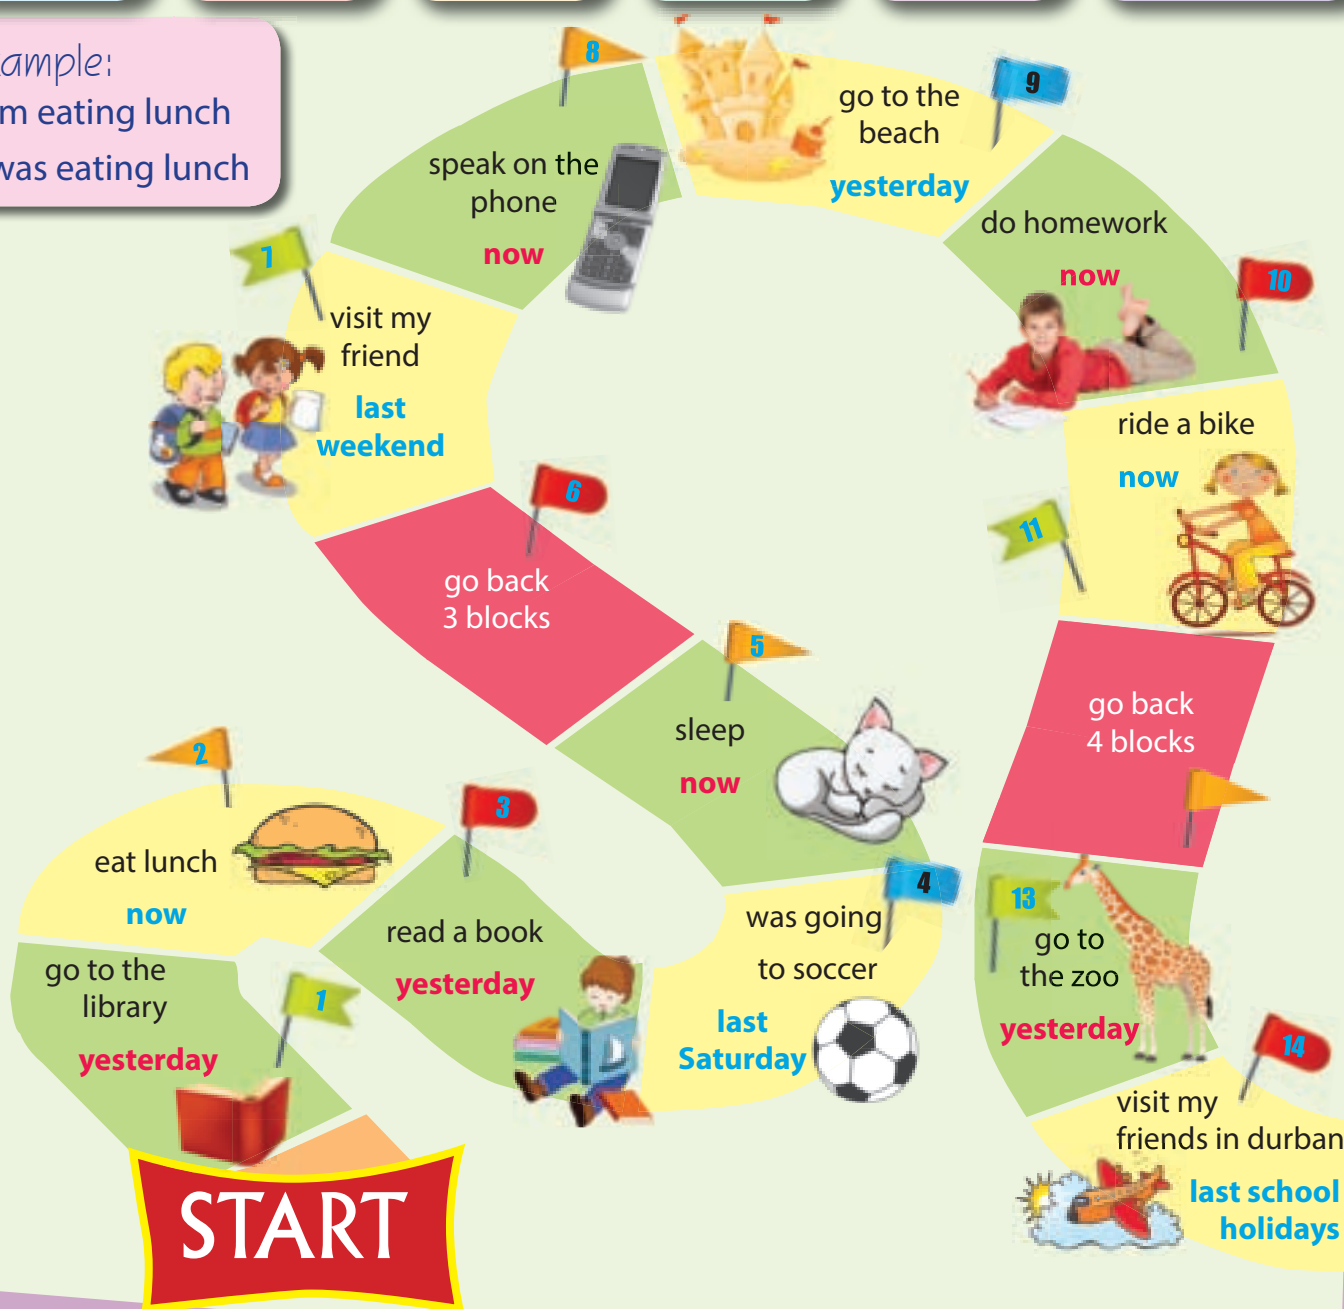 ample:
m eating lunch
was eating lunch
START
1
go to the
library
yesterday
2
eat lunch
now
3
read a book
yesterday
4
was going
to soccer
last
Saturday
5
sleep
now
6
go back
3 blocks
7
visit my
friend
last
weekend
8
speak on the
phone
now
9
go to the
beach
yesterday
10
do homework
now
11
ride a bike
now
go back
4 blocks
13
go to
the zoo
yesterday
14
visit my
friends in durban
last school
holidays